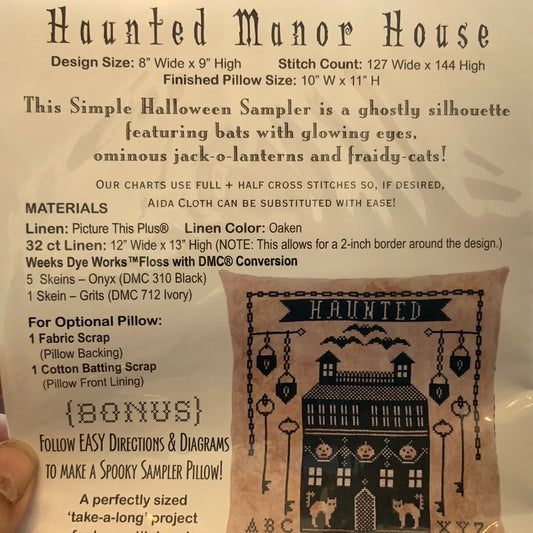 Haunted Manor House
Design Size: 8" Wide x 9" High Stitch Count: 127 Wide x 144 High
Finished Pillow Size: 10" W x 11" H
This Simple Halloween Sampler is a ghostly silhouette
featuring bats with glowing eyes,
ominous jack-o-lanterns and fraidy-cats!
Our charts use full + half cross stitches so, if desired,
Aida Cloth can be substituted with ease!
MATERIALS
Linen: Picture This Plus® Linen Color: Oaken
32 ct Linen: 12" Wide x 13" High (NOTE: This allows for a 2-inch border around the design.)
Weeks Dye Works™Floss with DMC® Conversion
5 Skeins – Onyx (DMC 310 Black)
1 Skein – Grits (DMC 712 Ivory)
For Optional Pillow:
1 Fabric Scrap
(Pillow Backing)
1 Cotton Batting Scrap
(Pillow Front Lining)
{BONUS}
Follow EASY Directions & Diagrams
to make a Spooky Sampler Pillow!
A perfectly sized
'take-a-long' project
HAUNTED
ABC XYZ